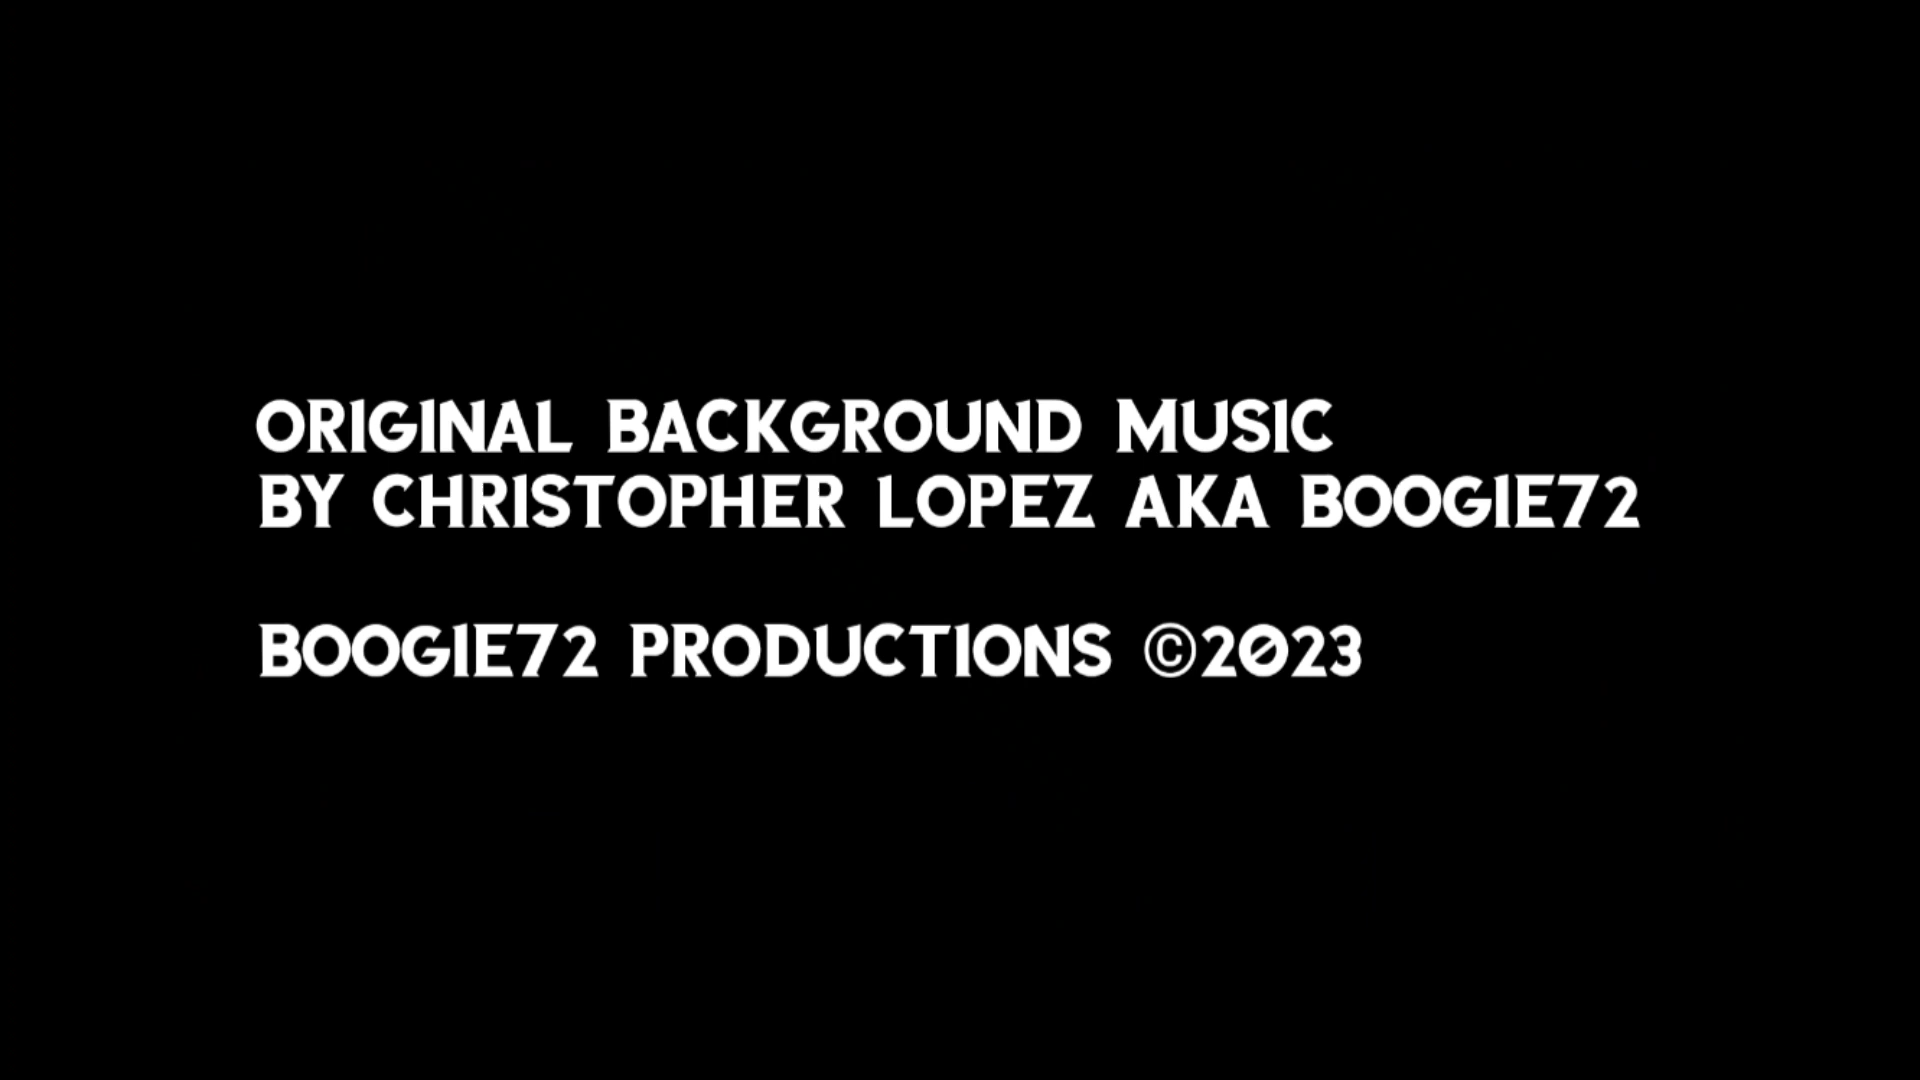 ORIGINAL BACKGROUND MUSIC
BY CHRISTOPHER LOPEZ AKA BOOGIE72
BOOGIE72 PRODUCTIONS ©2023